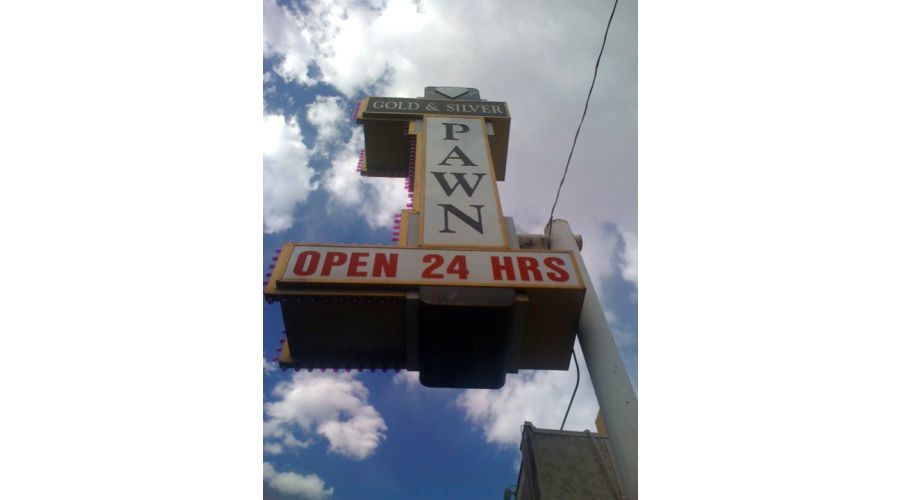 GOLD & SILVER
PAWN
OPEN 24 HRS